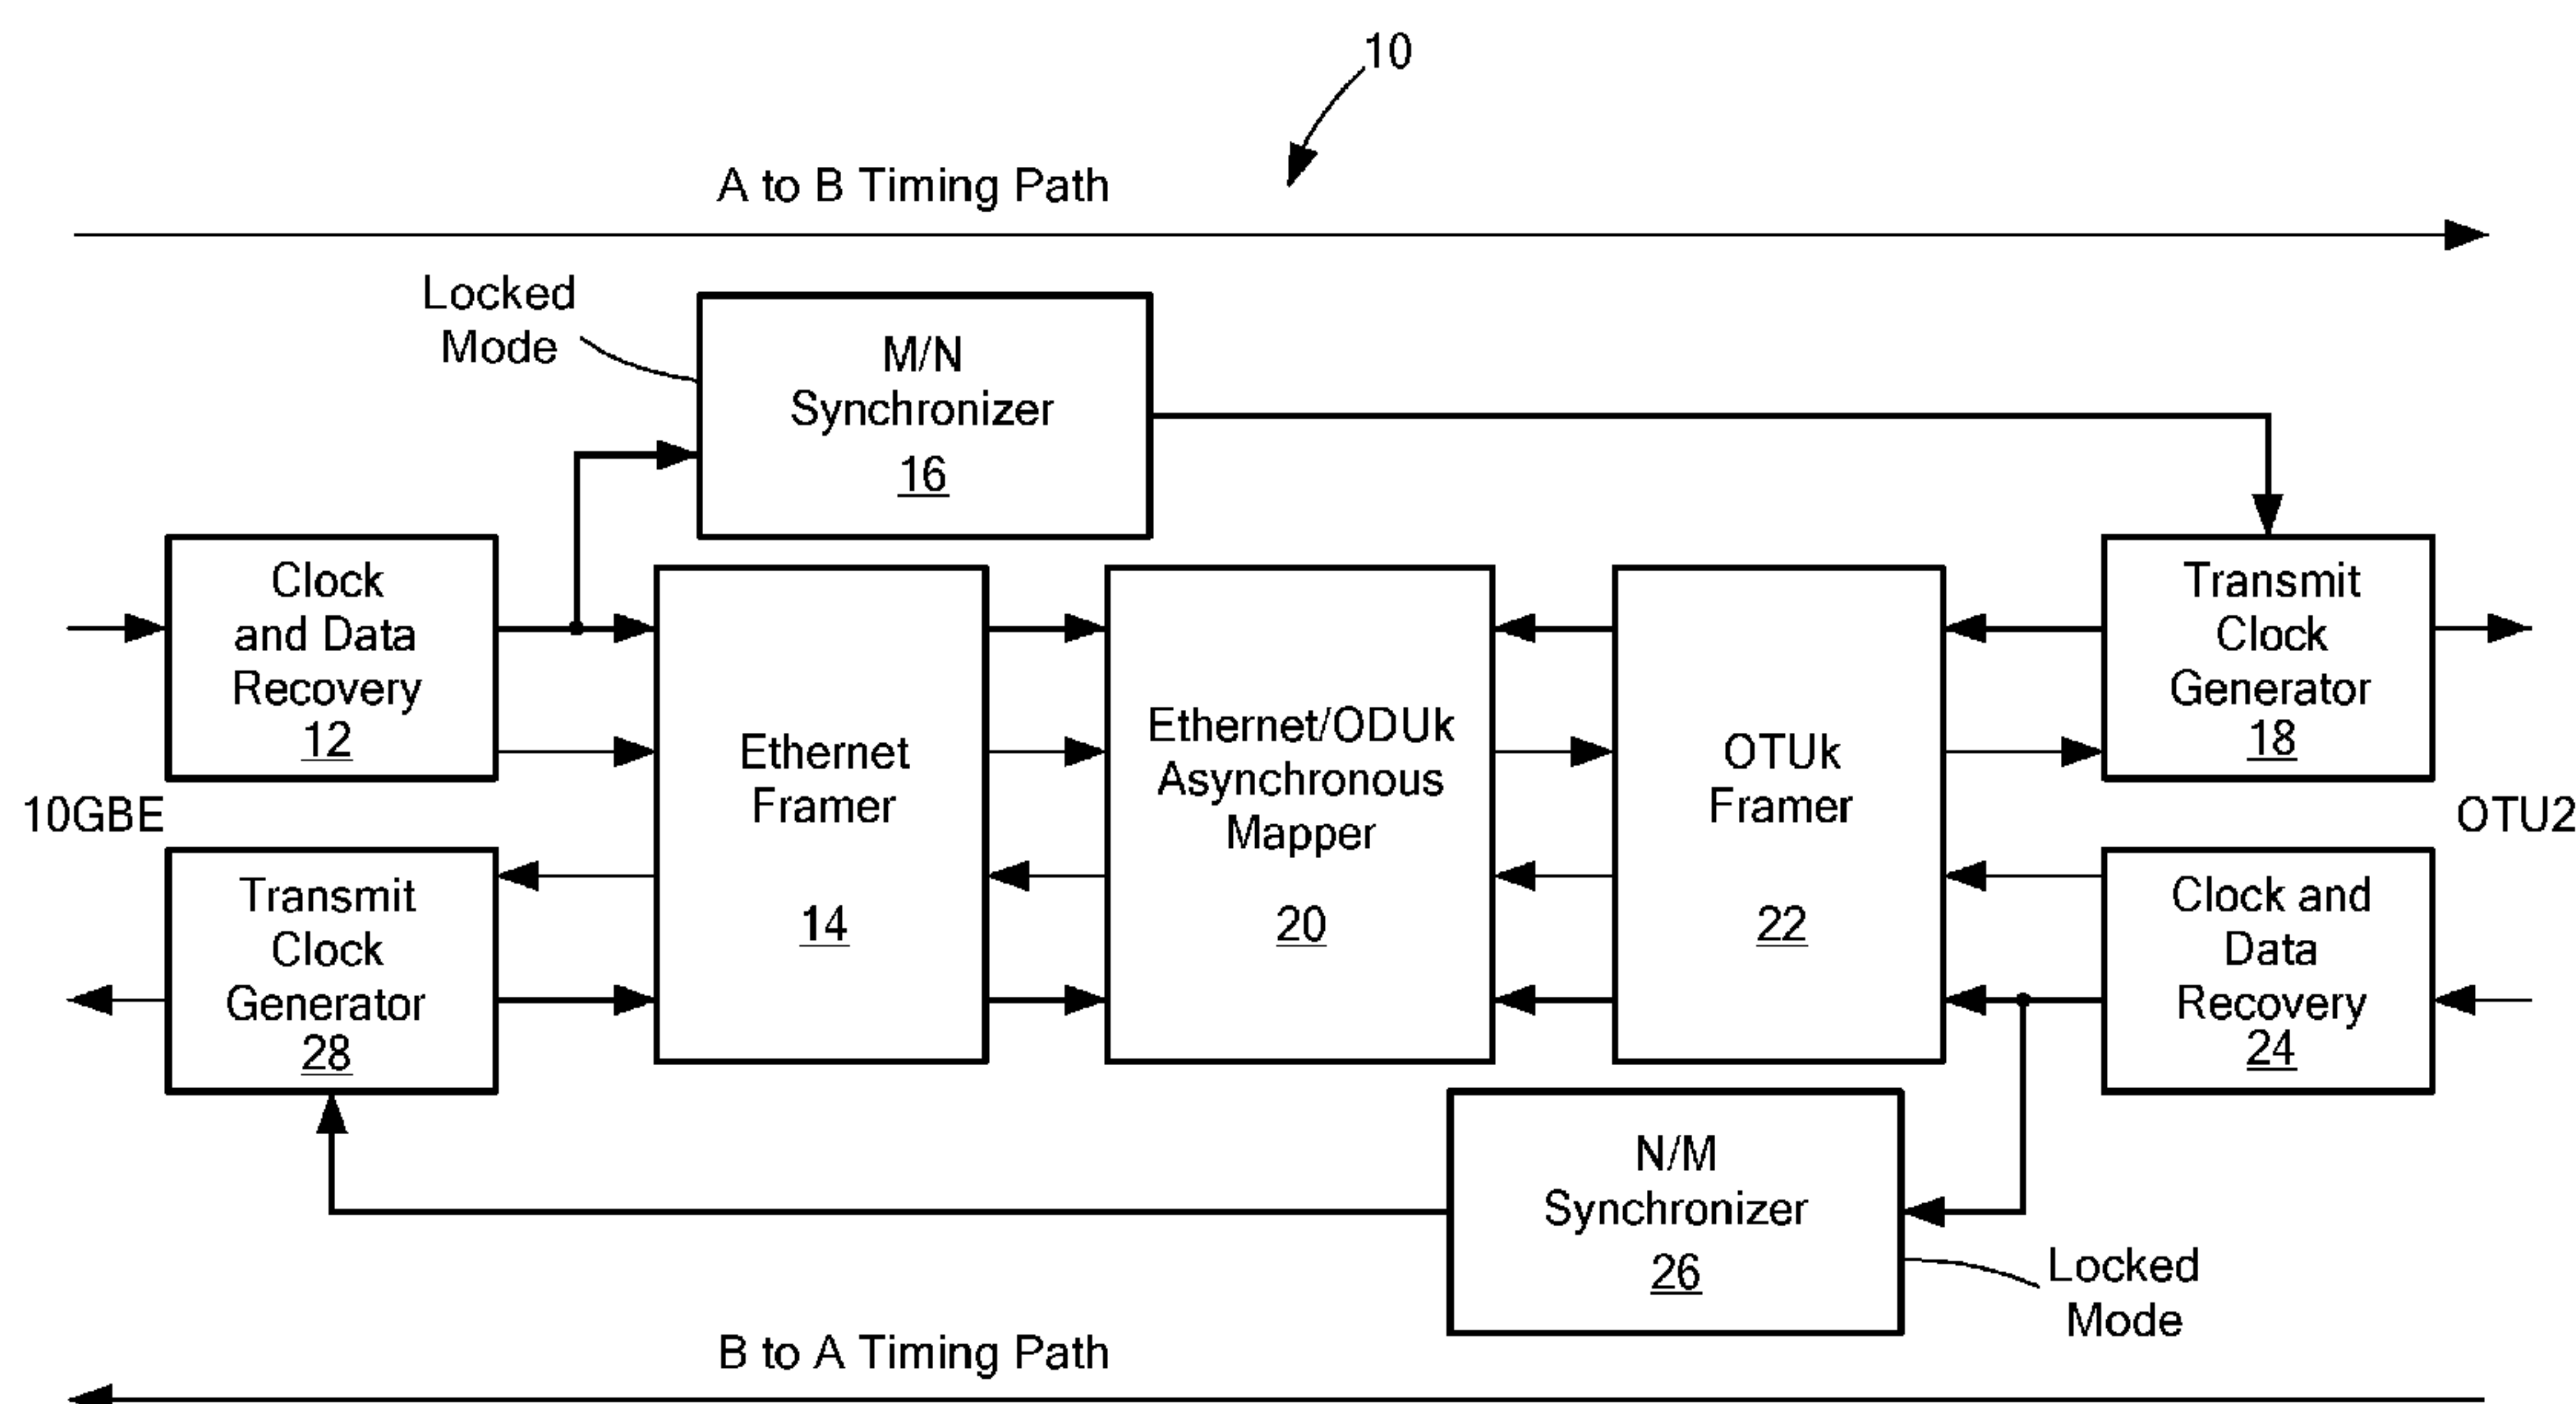 10
A to B Timing Path
Locked
Mode
M/N
Synchronizer
16
Clock
and Data
Recovery
12
Ethernet
Framer
14
Ethernet/ODUk
Asynchronous
Mapper
20
OTUk
Framer
22
Transmit
Clock
Generator
18
10GBE
OTU2
Transmit
Clock
Generator
28
Clock and
Data
Recovery
24
N/M
Synchronizer
26
Locked
Mode
B to A Timing Path